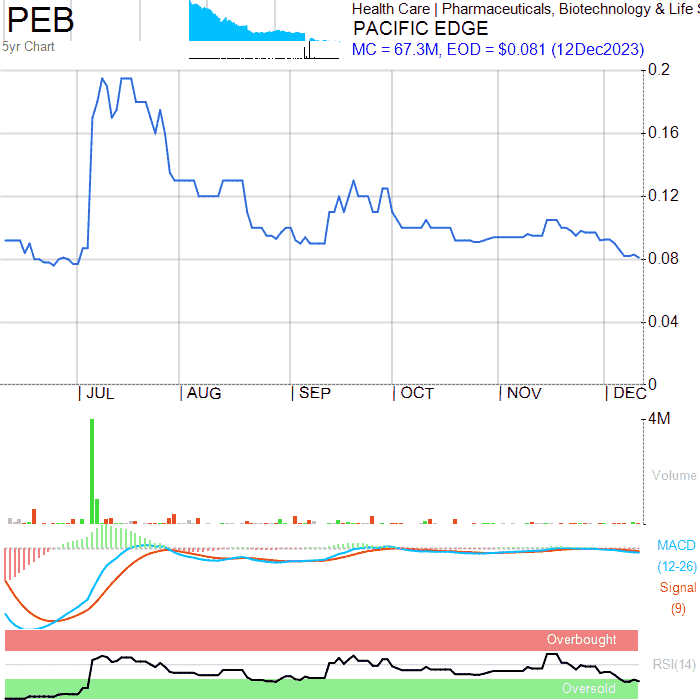 PEB
5yr Chart
Health Care | Pharmaceuticals, Biotechnology & Life S
PACIFIC EDGE
MC = 67.3M, EOD = $0.081 (12Dec2023)
0.2
0.16
0.12
0.08
0.04
0
| JUL | AUG | SEP | OCT | NOV | DEC
4M
Volume
MACD
(12-26)
Signal
(9)
Overbought
RSI(14)
Oversold